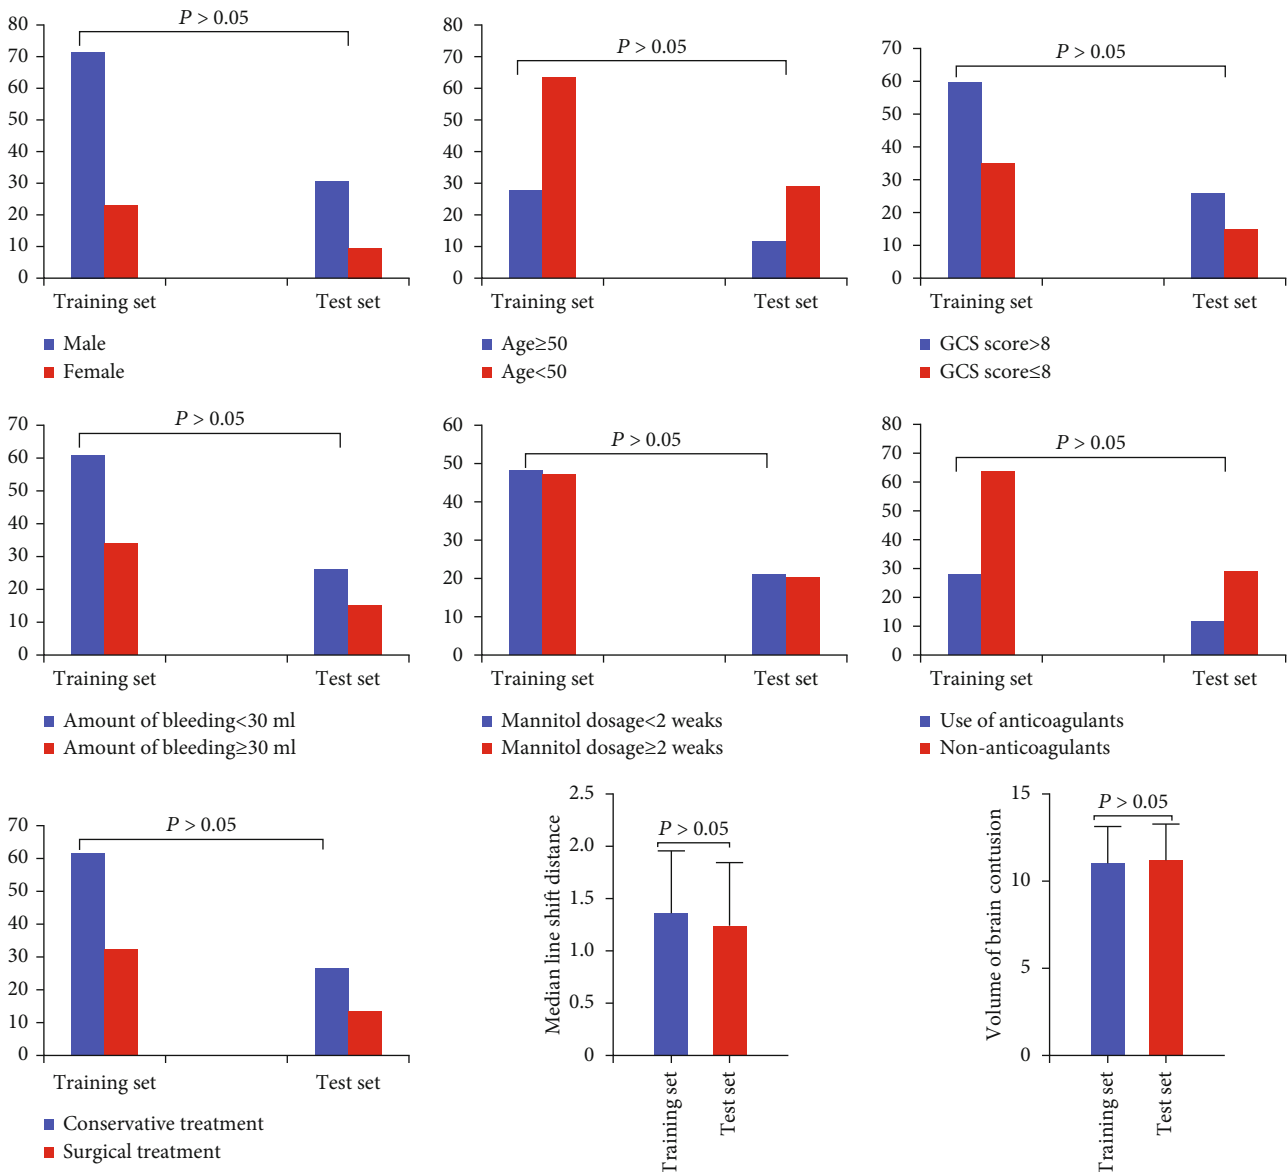 80
70
60
50
40
30
20
10
0
P > 0.05
Training set
Test set
Male
Female
80
70
60
50
40
30
20
10
0
P > 0.05
Training set
Test set
Age≥50
Age<50
70
60
50
40
30
20
10
0
P > 0.05
Training set
Test set
GCS score>8
GCS score≤8
70
60
50
40
30
20
10
0
P > 0.05
Training set
Test set
Amount of bleeding<30 ml
Amount of bleeding≥30 ml
60
50
40
30
20
10
0
P > 0.05
Training set
Test set
Mannitol dosage<2 weaks
Mannitol dosage≥2 weaks
80
70
60
50
40
30
20
10
0
P > 0.05
Training set
Test set
Use of anticoagulants
Non-anticoagulants
70
60
50
40
30
20
10
0
P > 0.05
Training set
Test set
Conservative treatment
Surgical treatment
Median line shift distance
2.5
2.0
1.5
1.0
0.5
0
P > 0.05
Training set
Test set
Volume of brain contusion
15
10
5
0
P > 0.05
Training set
Test set